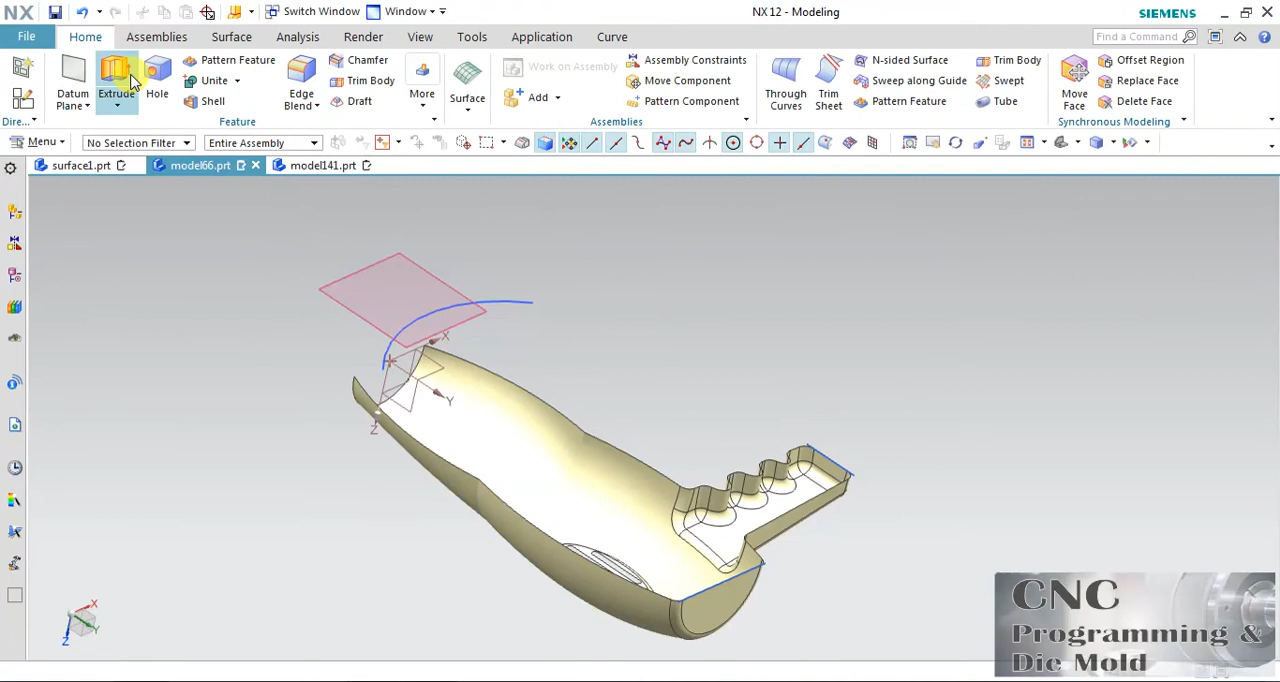 NX
Switch Window
Window
NX 12 - Modeling
SIEMENS
File
Home
Assemblies
Surface
Analysis
Render
View
Tools
Application
Curve
Find a Command
Datum
Plane
Extrude
Hole
Pattern Feature
Unite
Shell
Edge
Blend
Chamfer
Trim Body
Draft
More
Surface
Work on Assembly
Add
Assembly Constraints
Move Component
Pattern Component
Through
Curves
Trim
Sheet
N-sided Surface
Sweep along Guide
Pattern Feature
Trim Body
Swept
Tube
Move
Face
Offset Region
Replace Face
Delete Face
Dire...
Feature
Assemblies
Synchronous Modeling
Menu
No Selection Filter
Entire Assembly
surface1.prt
model66.prt
model141.prt
X
Y
Z
X
Y
Z
CNC
Programming &
Die Mold